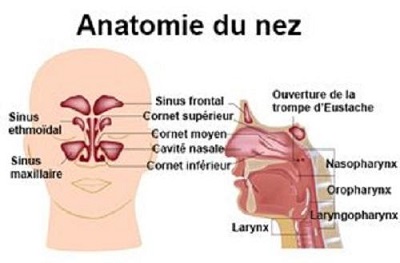 Anatomie du nez
Sinus
ethmoïdal
Sinus
maxillaire
Sinus frontal
Cornet supérieur
Cornet moyen
Cavité nasale
Cornet inférieur
Ouverture de la
trompe d'Eustache
Nasopharynx
Oropharynx
Laryngopharynx
Larynx